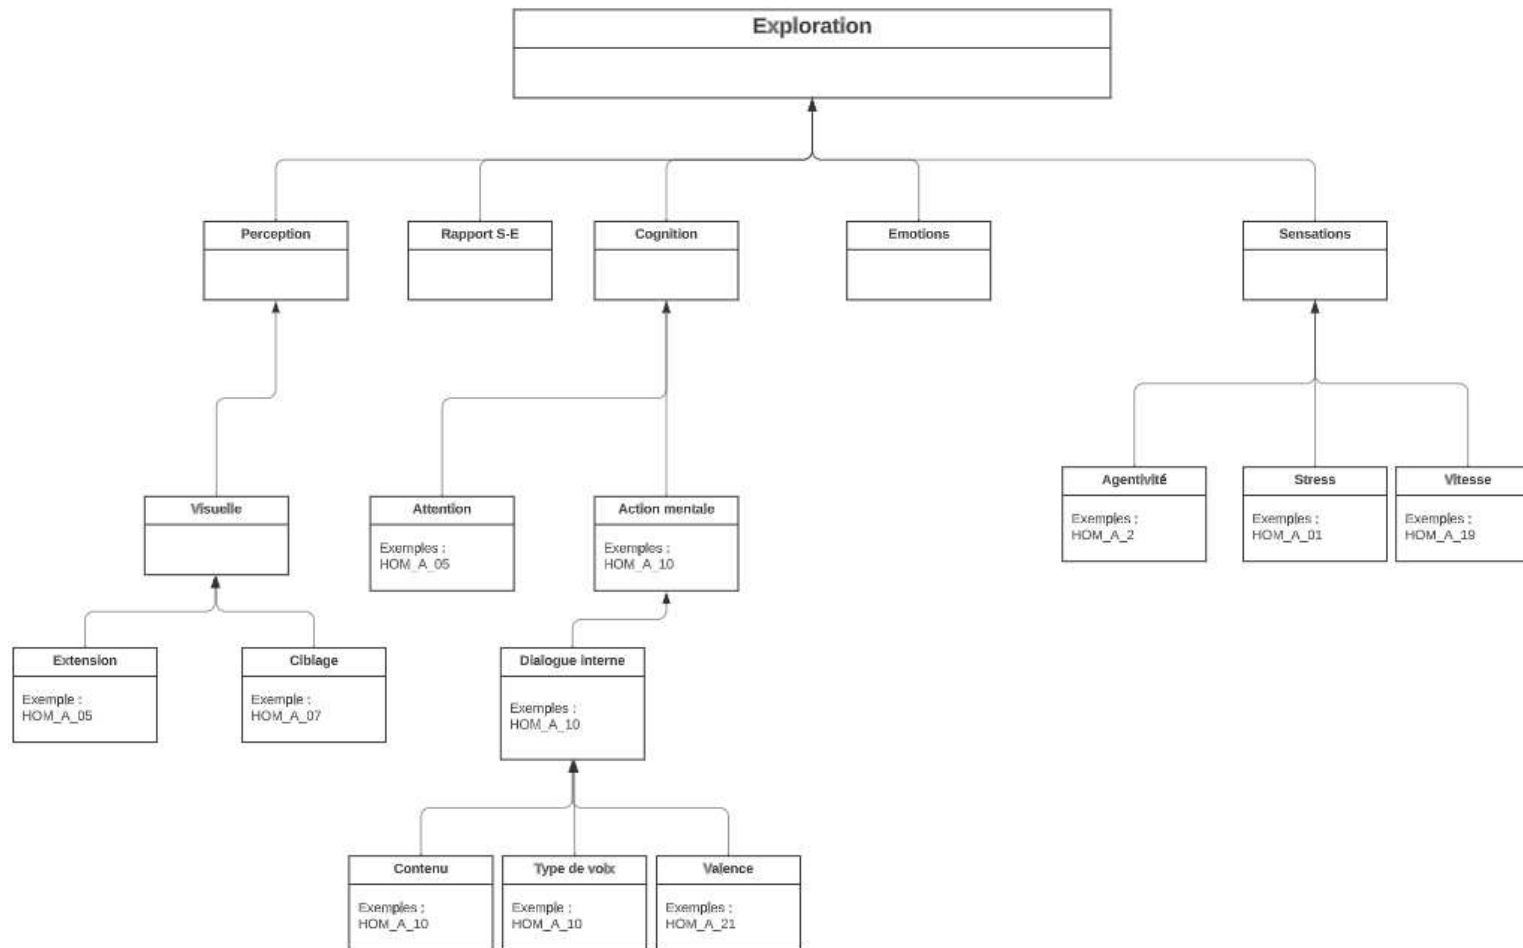 Exploration
Perception
Rapport S-E
Cognition
Emotions
Sensations
Agentivité
Exemples :
HOM_A_2
Stress
Exemples :
HOM_A_01
Vitesse
Exemples :
HOM_A_19
Visuelle
Attention
Exemples :
HOM_A_05
Action mentale
Exemples :
HOM_A_10
Extension
Exemple :
HOM_A_05
Ciblage
Exemple :
HOM_A_07
Dialogue interne
Exemples :
HOM_A_10
Contenu
Exemples :
HOM_A_10
Type de voix
Exemple :
HOM_A_10
Valence
Exemples :
HOM_A_21